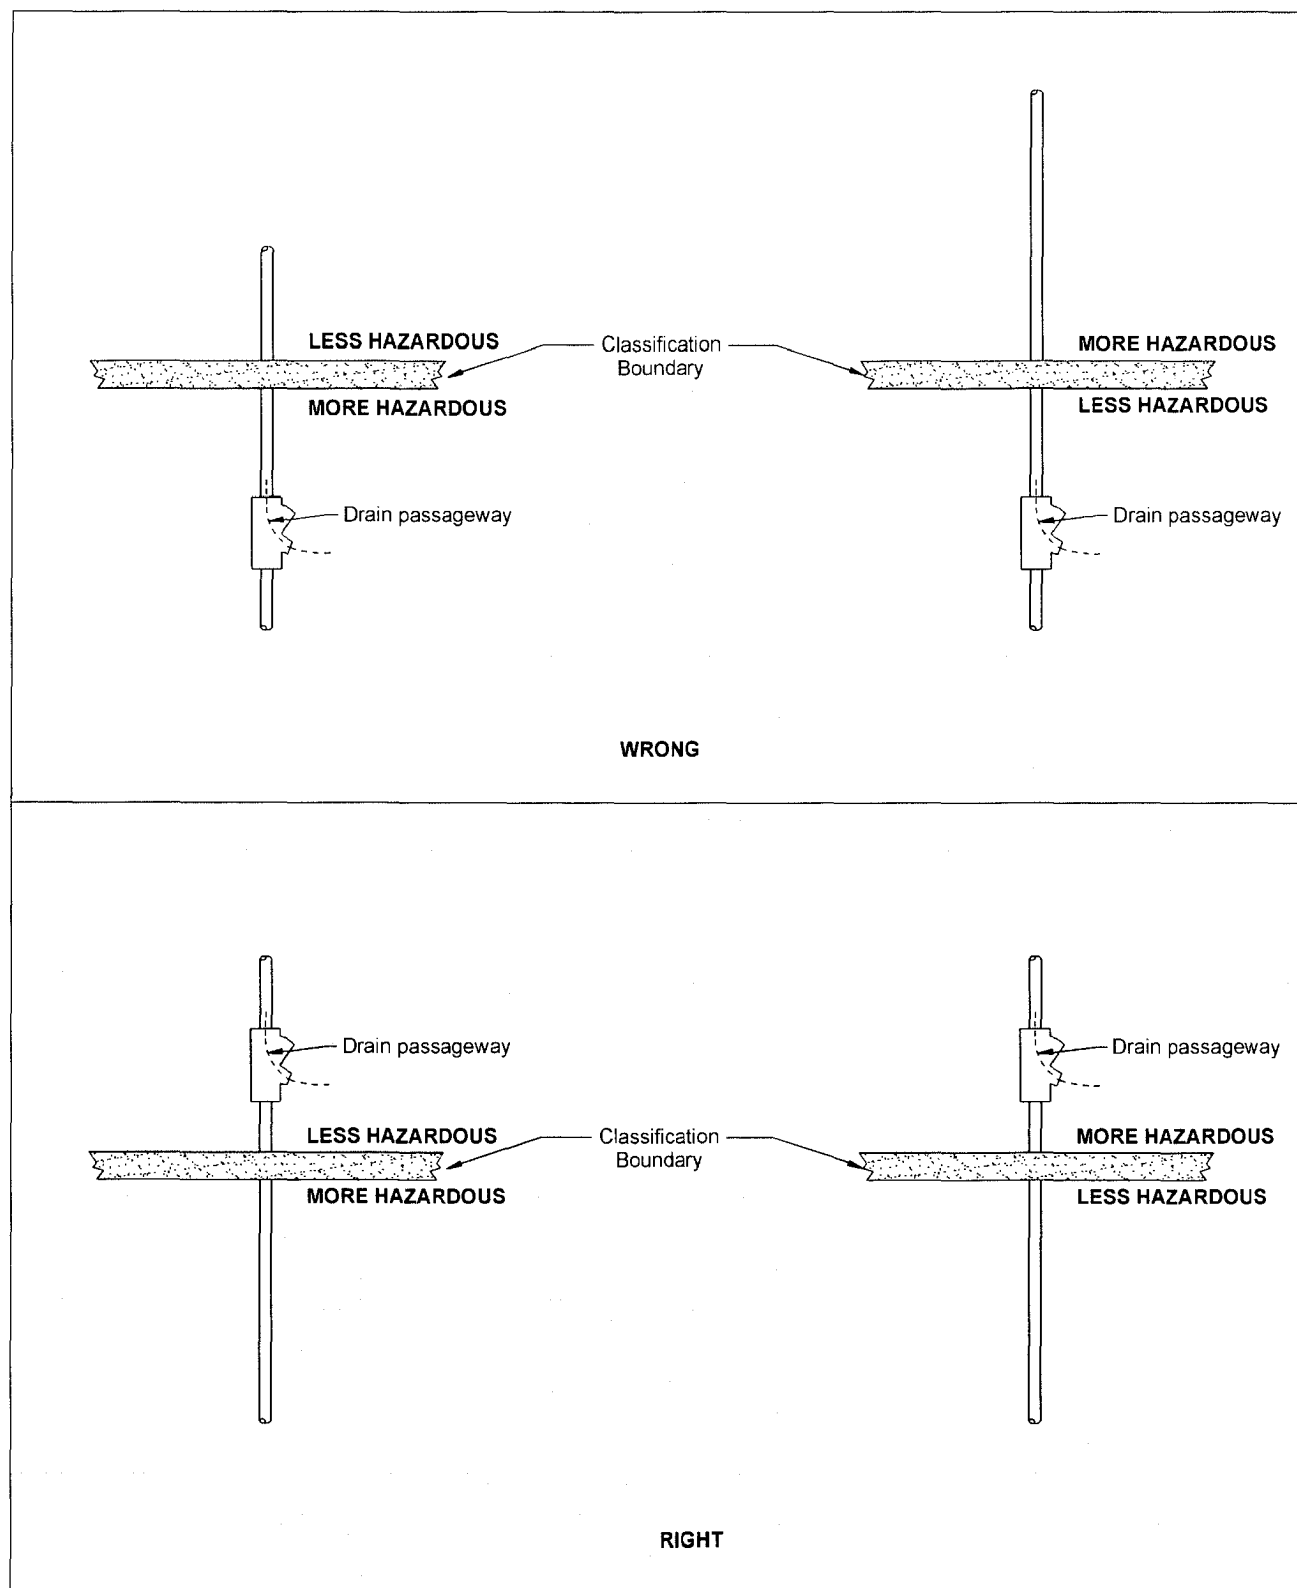 LESS HAZARDOUS
Classification
Boundary
MORE HAZARDOUS
MORE HAZARDOUS
LESS HAZARDOUS
Drain passageway
Drain passageway
WRONG
Drain passageway
Drain passageway
LESS HAZARDOUS
Classification
Boundary
MORE HAZARDOUS
MORE HAZARDOUS
LESS HAZARDOUS
RIGHT